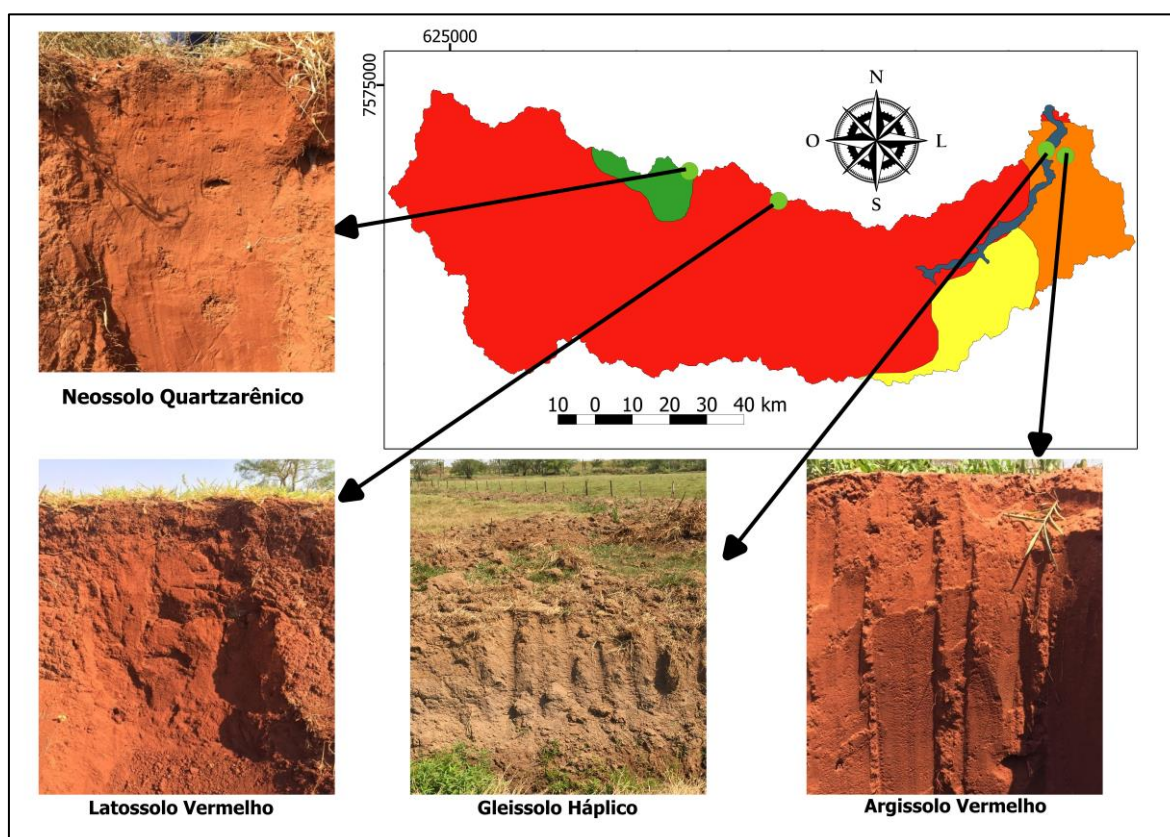 625000
7575000
N
O
L
S
10 0 10 20 30 40 km
Neossolo Quartzarênico
Latossolo Vermelho
Gleissolo Háplico
Argissolo Vermelho